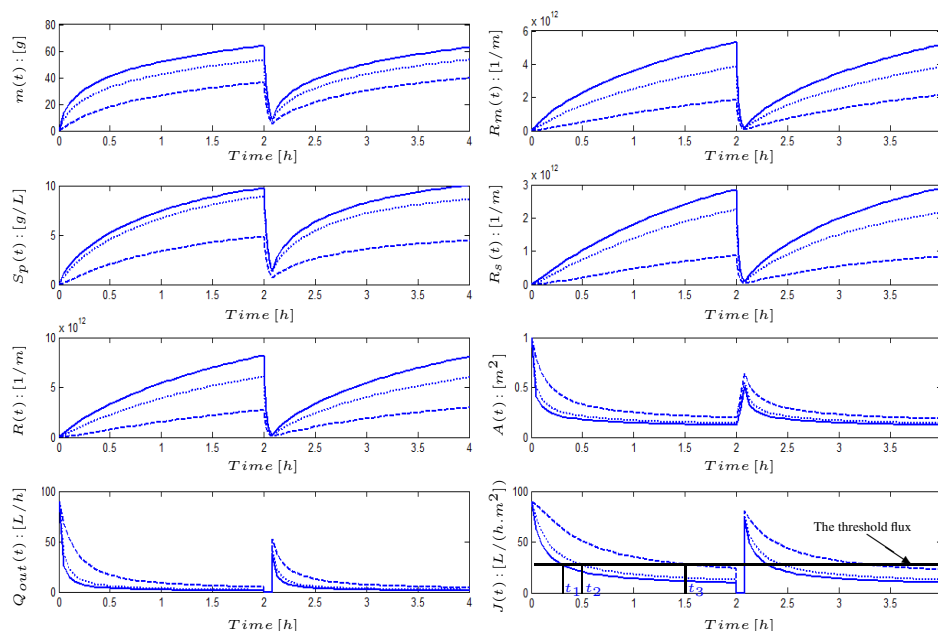 m(t) : [g]
80
60
40
20
0
0 0.5 1 1.5 2 2.5 3 3.5 4
Time [h]
x 10^12
R_m(t) : [1/m]
6
4
2
0
0 0.5 1 1.5 2 2.5 3 3.5
Time [h]
S_p(t) : [g/L]
10
5
0
0 0.5 1 1.5 2 2.5 3 3.5 4
Time [h]
x 10^12
R_s(t) : [1/m]
3
2
1
0
0 0.5 1 1.5 2 2.5 3 3.5
Time [h]
x 10^12
R(t) : [1/m]
10
5
0
0 0.5 1 1.5 2 2.5 3 3.5 4
Time [h]
A(t) : [m^2]
1
0.5
0
0 0.5 1 1.5 2 2.5 3 3.5
Time [h]
Q_out(t) : [L/h]
100
50
0
0 0.5 1 1.5 2 2.5 3 3.5 4
Time [h]
J(t) : [L/(h.m^2)]
100
50
0
The threshold flux
t_1 t_2 t_3
0 0.5 1 1.5 2 2.5 3 3.5
Time [h]